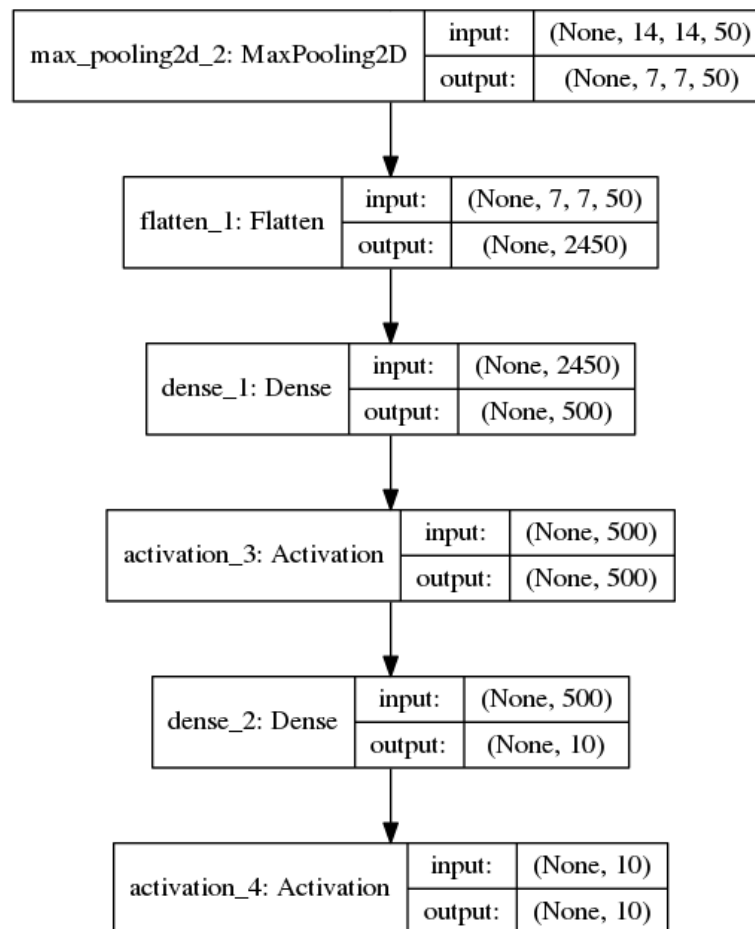 max_pooling2d_2: MaxPooling2D
input:
(None, 14, 14, 50)
output:
(None, 7, 7, 50)
flatten_1: Flatten
input:
(None, 7, 7, 50)
output:
(None, 2450)
dense_1: Dense
input:
(None, 2450)
output:
(None, 500)
activation_3: Activation
input:
(None, 500)
output:
(None, 500)
dense_2: Dense
input:
(None, 500)
output:
(None, 10)
activation_4: Activation
input:
(None, 10)
output:
(None, 10)